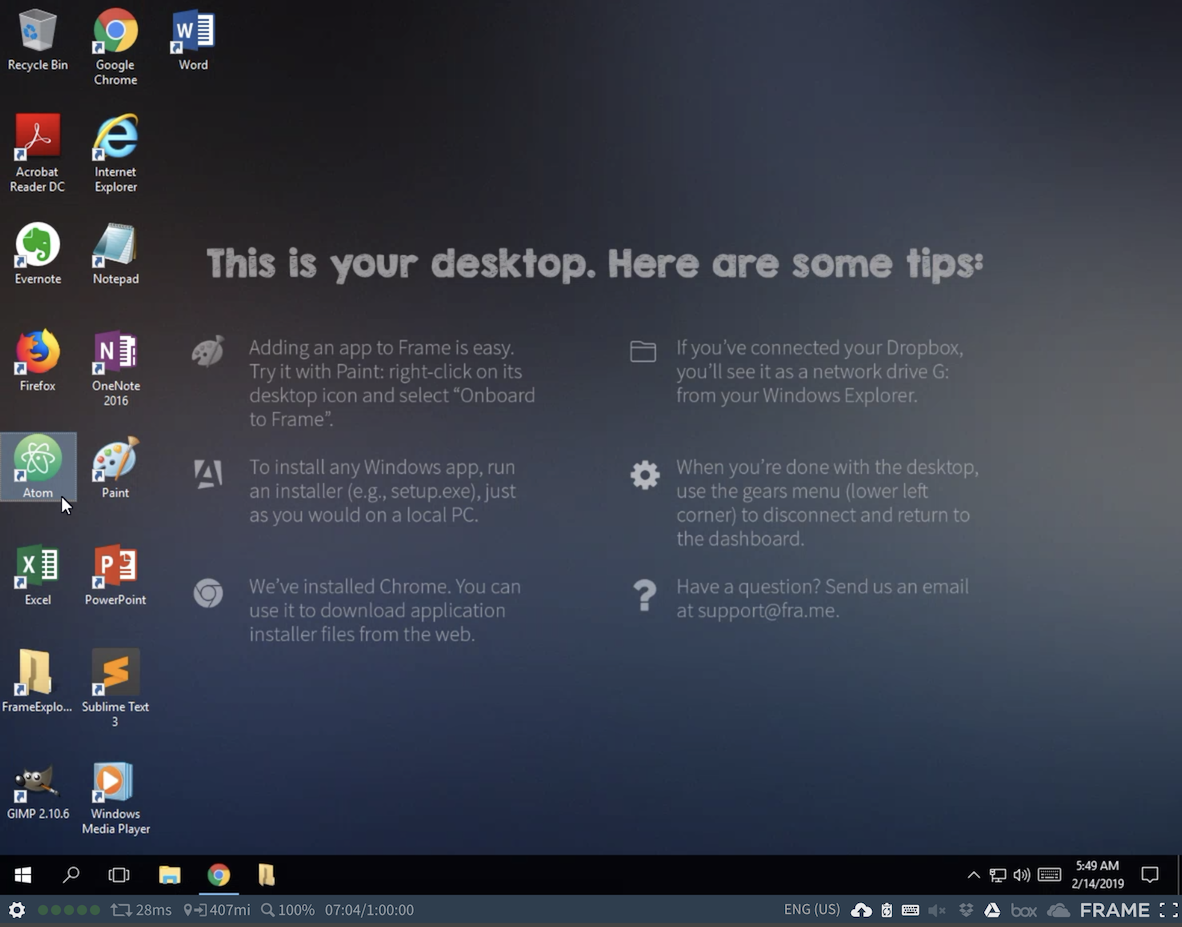 Recycle Bin
Google
Chrome
Word
Acrobat
Reader DC
Internet
Explorer
Evernote
Notepad
Firefox
OneNote
2016
Atom
Paint
Excel
PowerPoint
FrameExplo...
Sublime Text
3
GIMP 2.10.6
Windows
Media Player
This is your desktop. Here are some tips:
Adding an app to Frame is easy.
Try it with Paint: right-click on its
desktop icon and select “Onboard
to Frame”.
To install any Windows app, run
an installer (e.g., setup.exe), just
as you would on a local PC.
We’ve installed Chrome. You can
use it to download application
installer files from the web.
If you’ve connected your Dropbox,
you’ll see it as a network drive G:
from your Windows Explorer.
When you’re done with the desktop,
use the gears menu (lower left
corner) to disconnect and return to
the dashboard.
Have a question? Send us an email
at support@fra.me.
5:49 AM
2/14/2019
28ms 407mi 100% 07:04/1:00:00
ENG (US) box FRAME